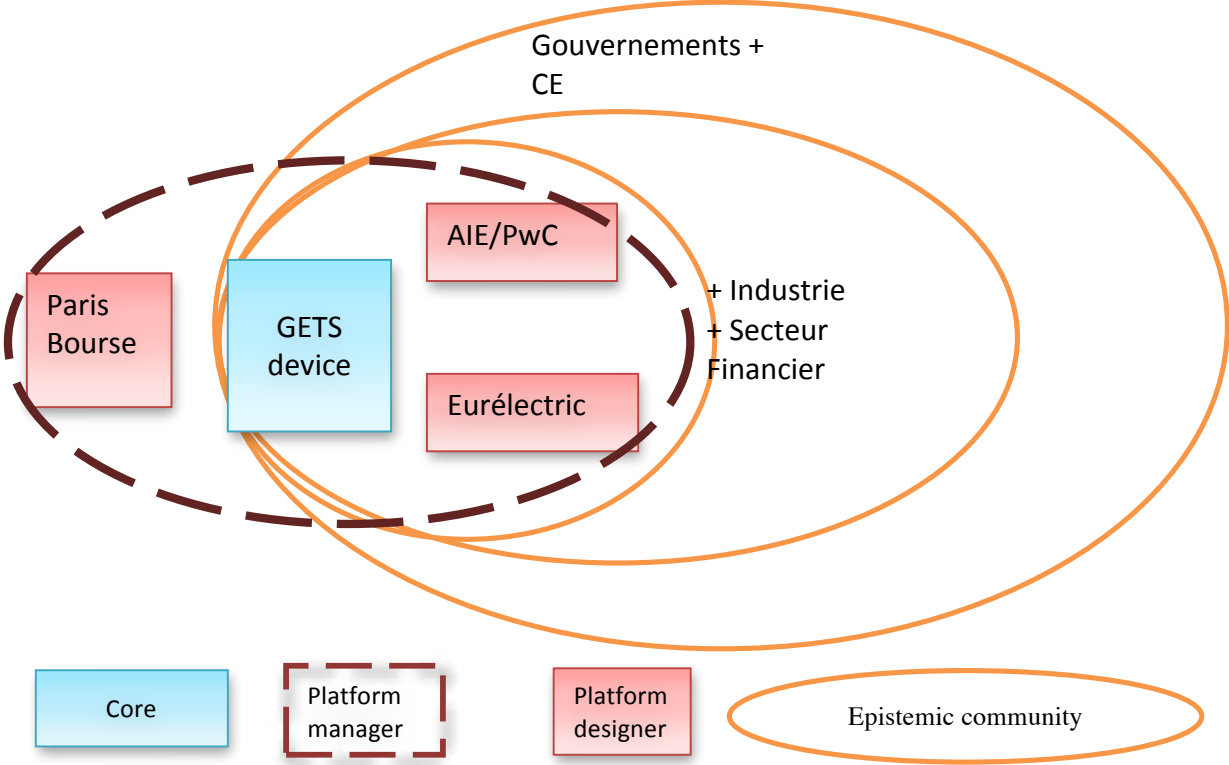 Gouvernements +
CE
AIE/PwC
Paris
Bourse
GETS
device
+ Industrie
+ Secteur
Financier
Eurélectric
Core
Platform
manager
Platform
designer
Epistemic community